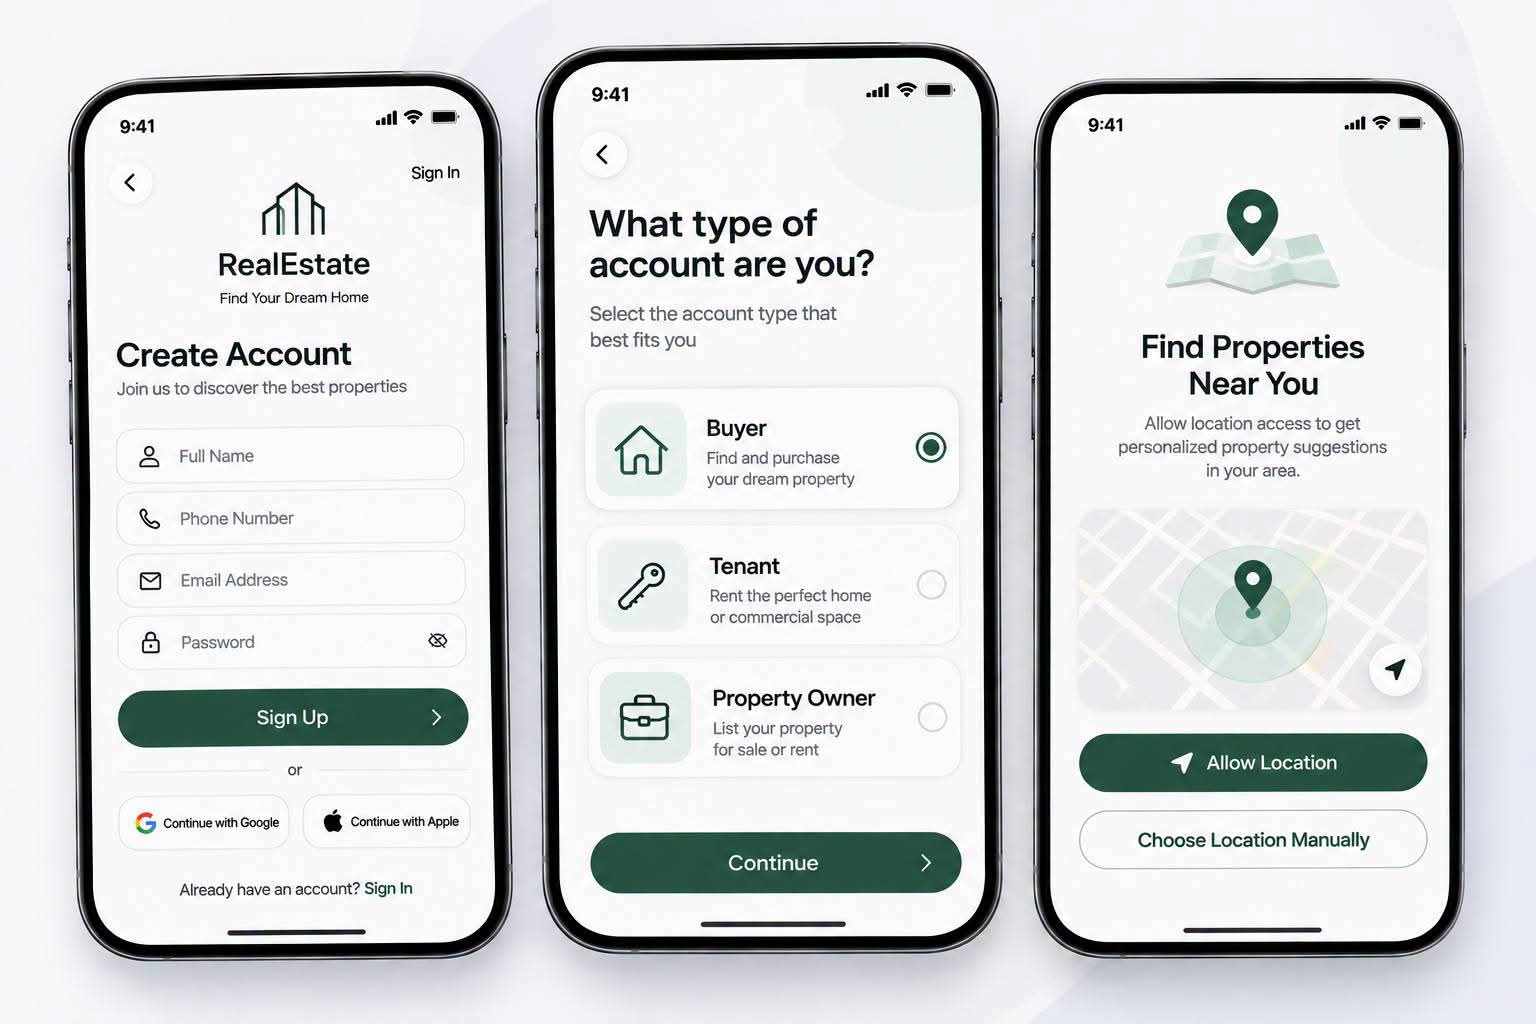 9:41
Sign In
RealEstate
Find Your Dream Home
Create Account
Join us to discover the best properties
Full Name
Phone Number
Email Address
Password
Sign Up
or
Continue with Google
Continue with Apple
Already have an account? Sign In
9:41
What type of
account are you?
Select the account type that
best fits you
Buyer
Find and purchase
your dream property
Tenant
Rent the perfect home
or commercial space
Property Owner
List your property
for sale or rent
Continue
9:41
Find Properties
Near You
Allow location access to get
personalized property suggestions
in your area.
Allow Location
Choose Location Manually